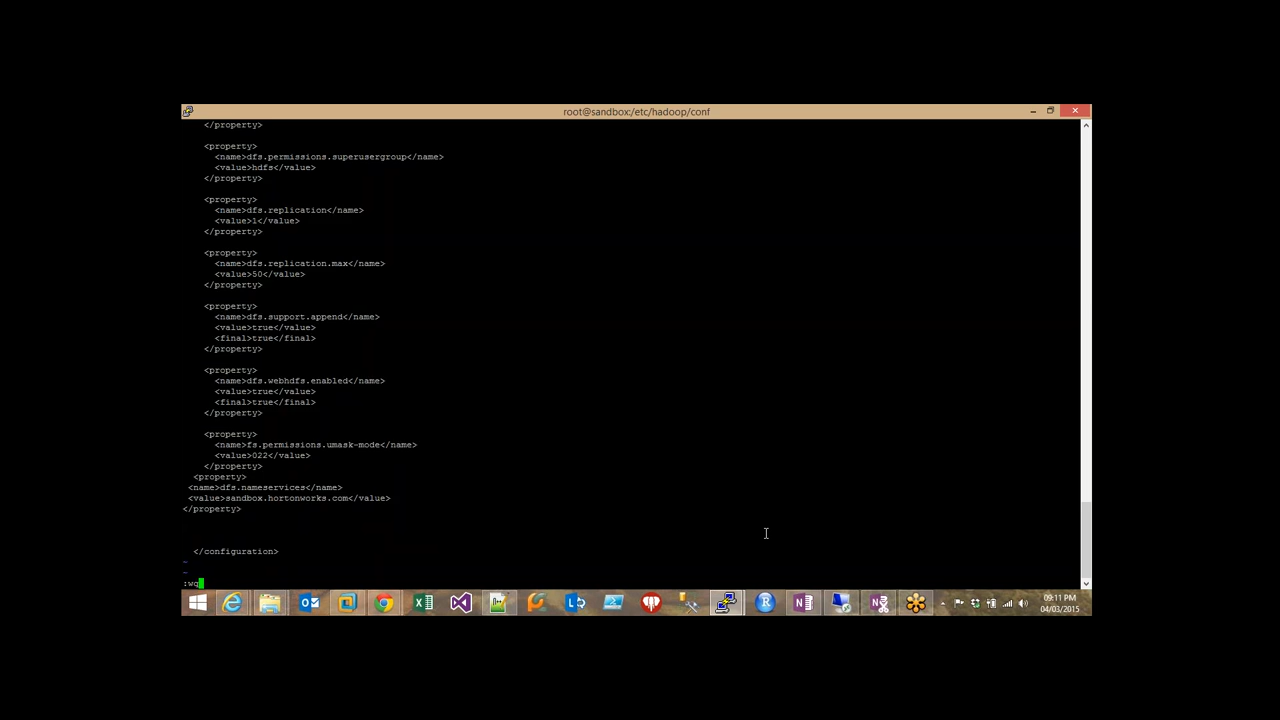 root@sandbox:/etc/hadoop/conf
</property>
<property>
<name>dfs.permissions.superusergroup</name>
<value>hdfs</value>
</property>
<property>
<name>dfs.replication</name>
<value>1</value>
</property>
<property>
<name>dfs.replication.max</name>
<value>50</value>
</property>
<property>
<name>dfs.support.append</name>
<value>true</value>
<final>true</final>
</property>
<property>
<name>dfs.webhdfs.enabled</name>
<value>true</value>
<final>true</final>
</property>
<property>
<name>fs.permissions.umask-mode</name>
<value>022</value>
</property>
<property>
<name>dfs.nameservices</name>
<value>sandbox.hortonworks.com</value>
</property>
</configuration>
~
~
:wq
09:11 PM
04/03/2015